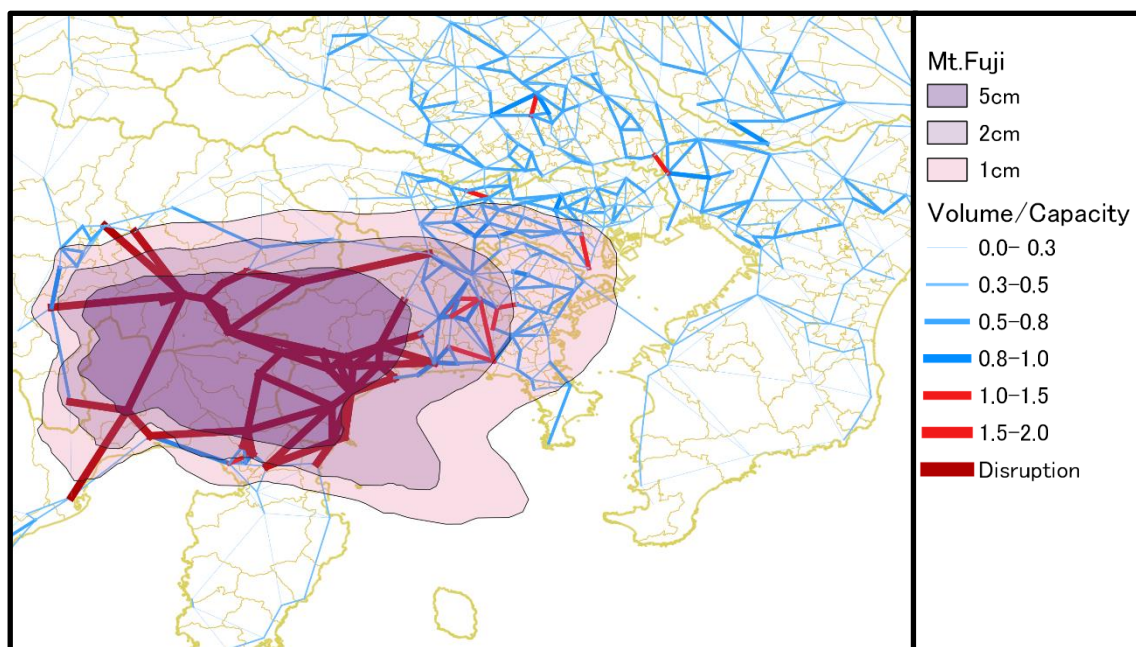 Mt.Fuji
5cm
2cm
1cm
Volume/Capacity
0.0- 0.3
0.3-0.5
0.5-0.8
0.8-1.0
1.0-1.5
1.5-2.0
Disruption